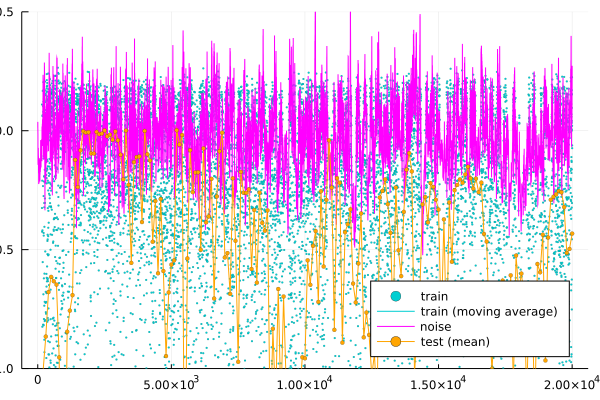 .5
.0
.5
.0
train
train (moving average)
noise
test (mean)
0
5.00×10³
1.00×10⁴
1.50×10⁴
2.00×10⁴